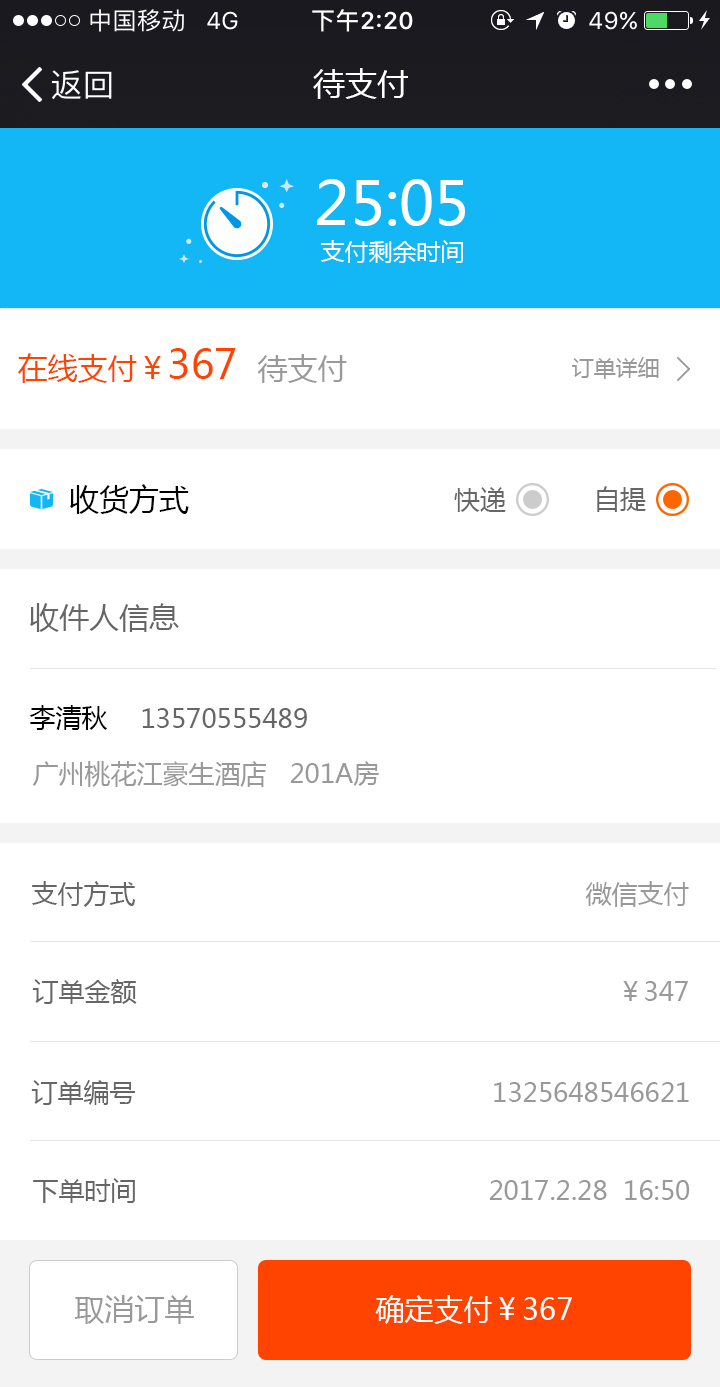 中国移动 4G 下午2:20 49%
返回 待支付
25:05
支付剩余时间
在线支付¥367 待支付 订单详细
收货方式 快递 自提
收件人信息
李清秋 13570555489
广州桃花江豪生酒店 201A房
支付方式 微信支付
订单金额 ¥347
订单编号 1325648546621
下单时间 2017.2.28 16:50
取消订单 确定支付¥367